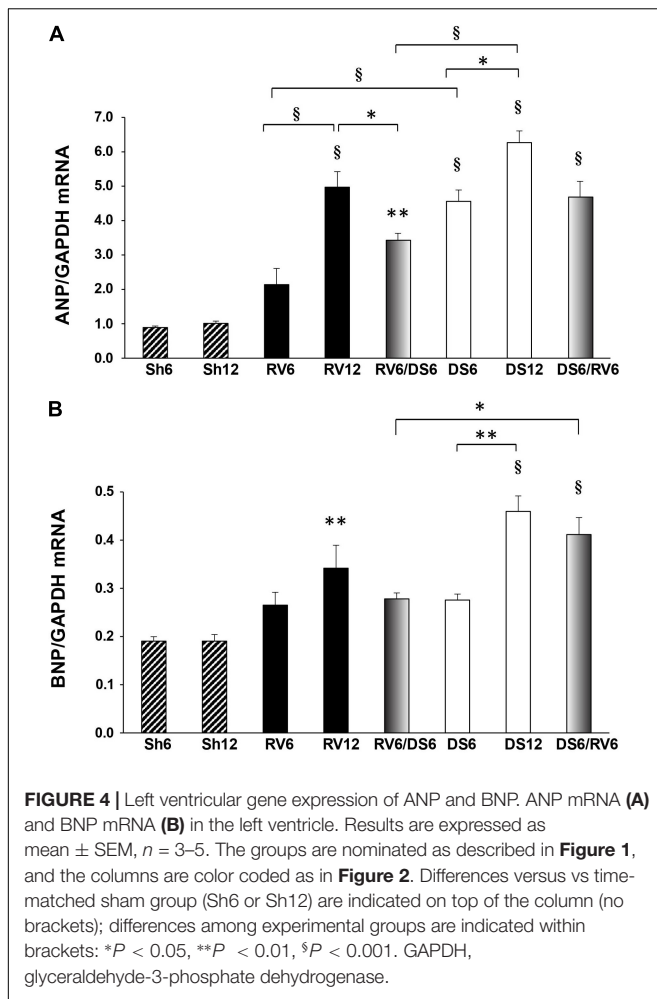 A
§
§
*
§
§
*
§
§
§
§
**
7.0
6.0
5.0
4.0
3.0
2.0
1.0
0.0
ANP/GAPDH mRNA
Sh6 Sh12 RV6 RV12 RV6/DS6 DS6 DS12 DS6/RV6
B
*
**
§
§
**
0.5
0.4
0.3
0.2
0.1
0.0
BNP/GAPDH mRNA
Sh6 Sh12 RV6 RV12 RV6/DS6 DS6 DS12 DS6/RV6
FIGURE 4 | Left ventricular gene expression of ANP and BNP. ANP mRNA (A)
and BNP mRNA (B) in the left ventricle. Results are expressed as
mean ± SEM, n = 3–5. The groups are nominated as described in Figure 1,
and the columns are color coded as in Figure 2. Differences versus vs time-
matched sham group (Sh6 or Sh12) are indicated on top of the column (no
brackets); differences among experimental groups are indicated within
brackets: *P < 0.05, **P < 0.01, §P < 0.001. GAPDH,
glyceraldehyde-3-phosphate dehydrogenase.